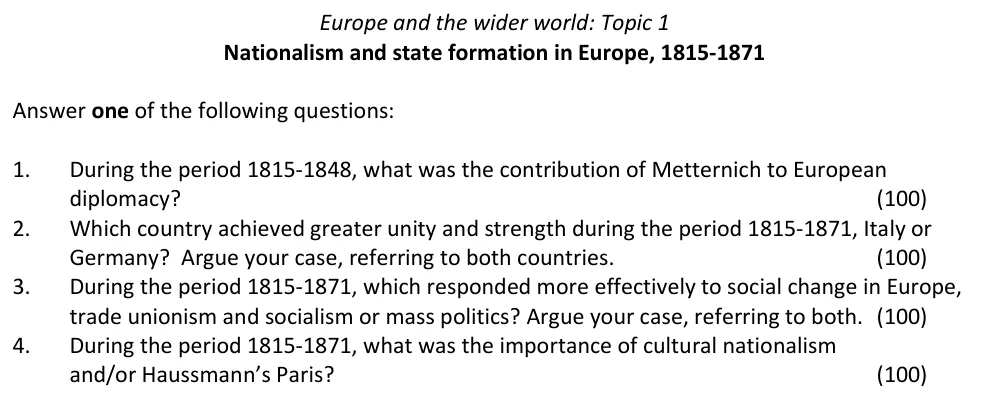 Europe and the wider world: Topic 1
Nationalism and state formation in Europe, 1815-1871
Answer one of the following questions:
1. During the period 1815-1848, what was the contribution of Metternich to European
diplomacy? (100)
2. Which country achieved greater unity and strength during the period 1815-1871, Italy or
Germany? Argue your case, referring to both countries. (100)
3. During the period 1815-1871, which responded more effectively to social change in Europe,
trade unionism and socialism or mass politics? Argue your case, referring to both. (100)
4. During the period 1815-1871, what was the importance of cultural nationalism
and/or Haussmann’s Paris? (100)